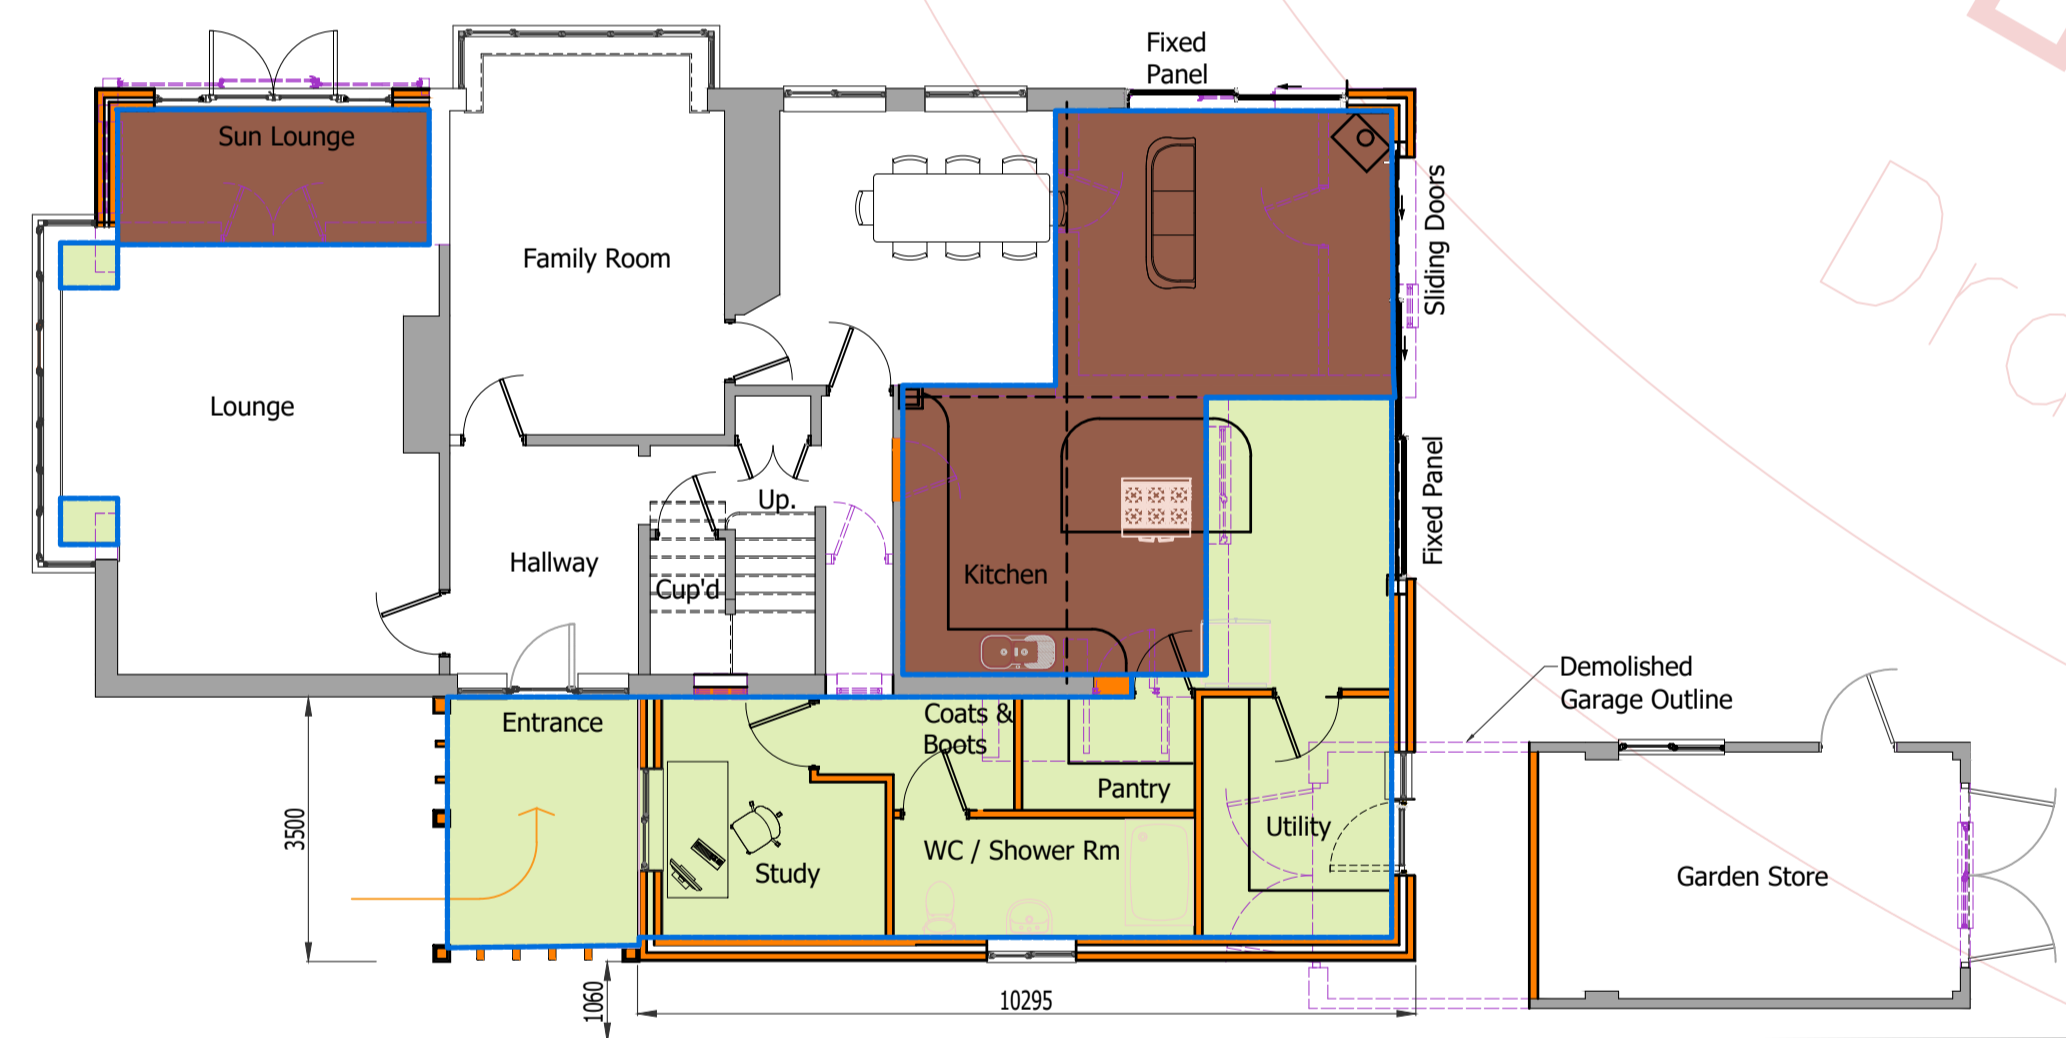 Fixed
Panel
Sun Lounge
Sliding Doors
Family Room
Lounge
Up.
Fixed Panel
Hallway
Cup'd
Kitchen
Demolished
Garage Outline
Entrance
Coats &
Boots
Pantry
Utility
3500
WC / Shower Rm
Study
Garden Store
1060
10295